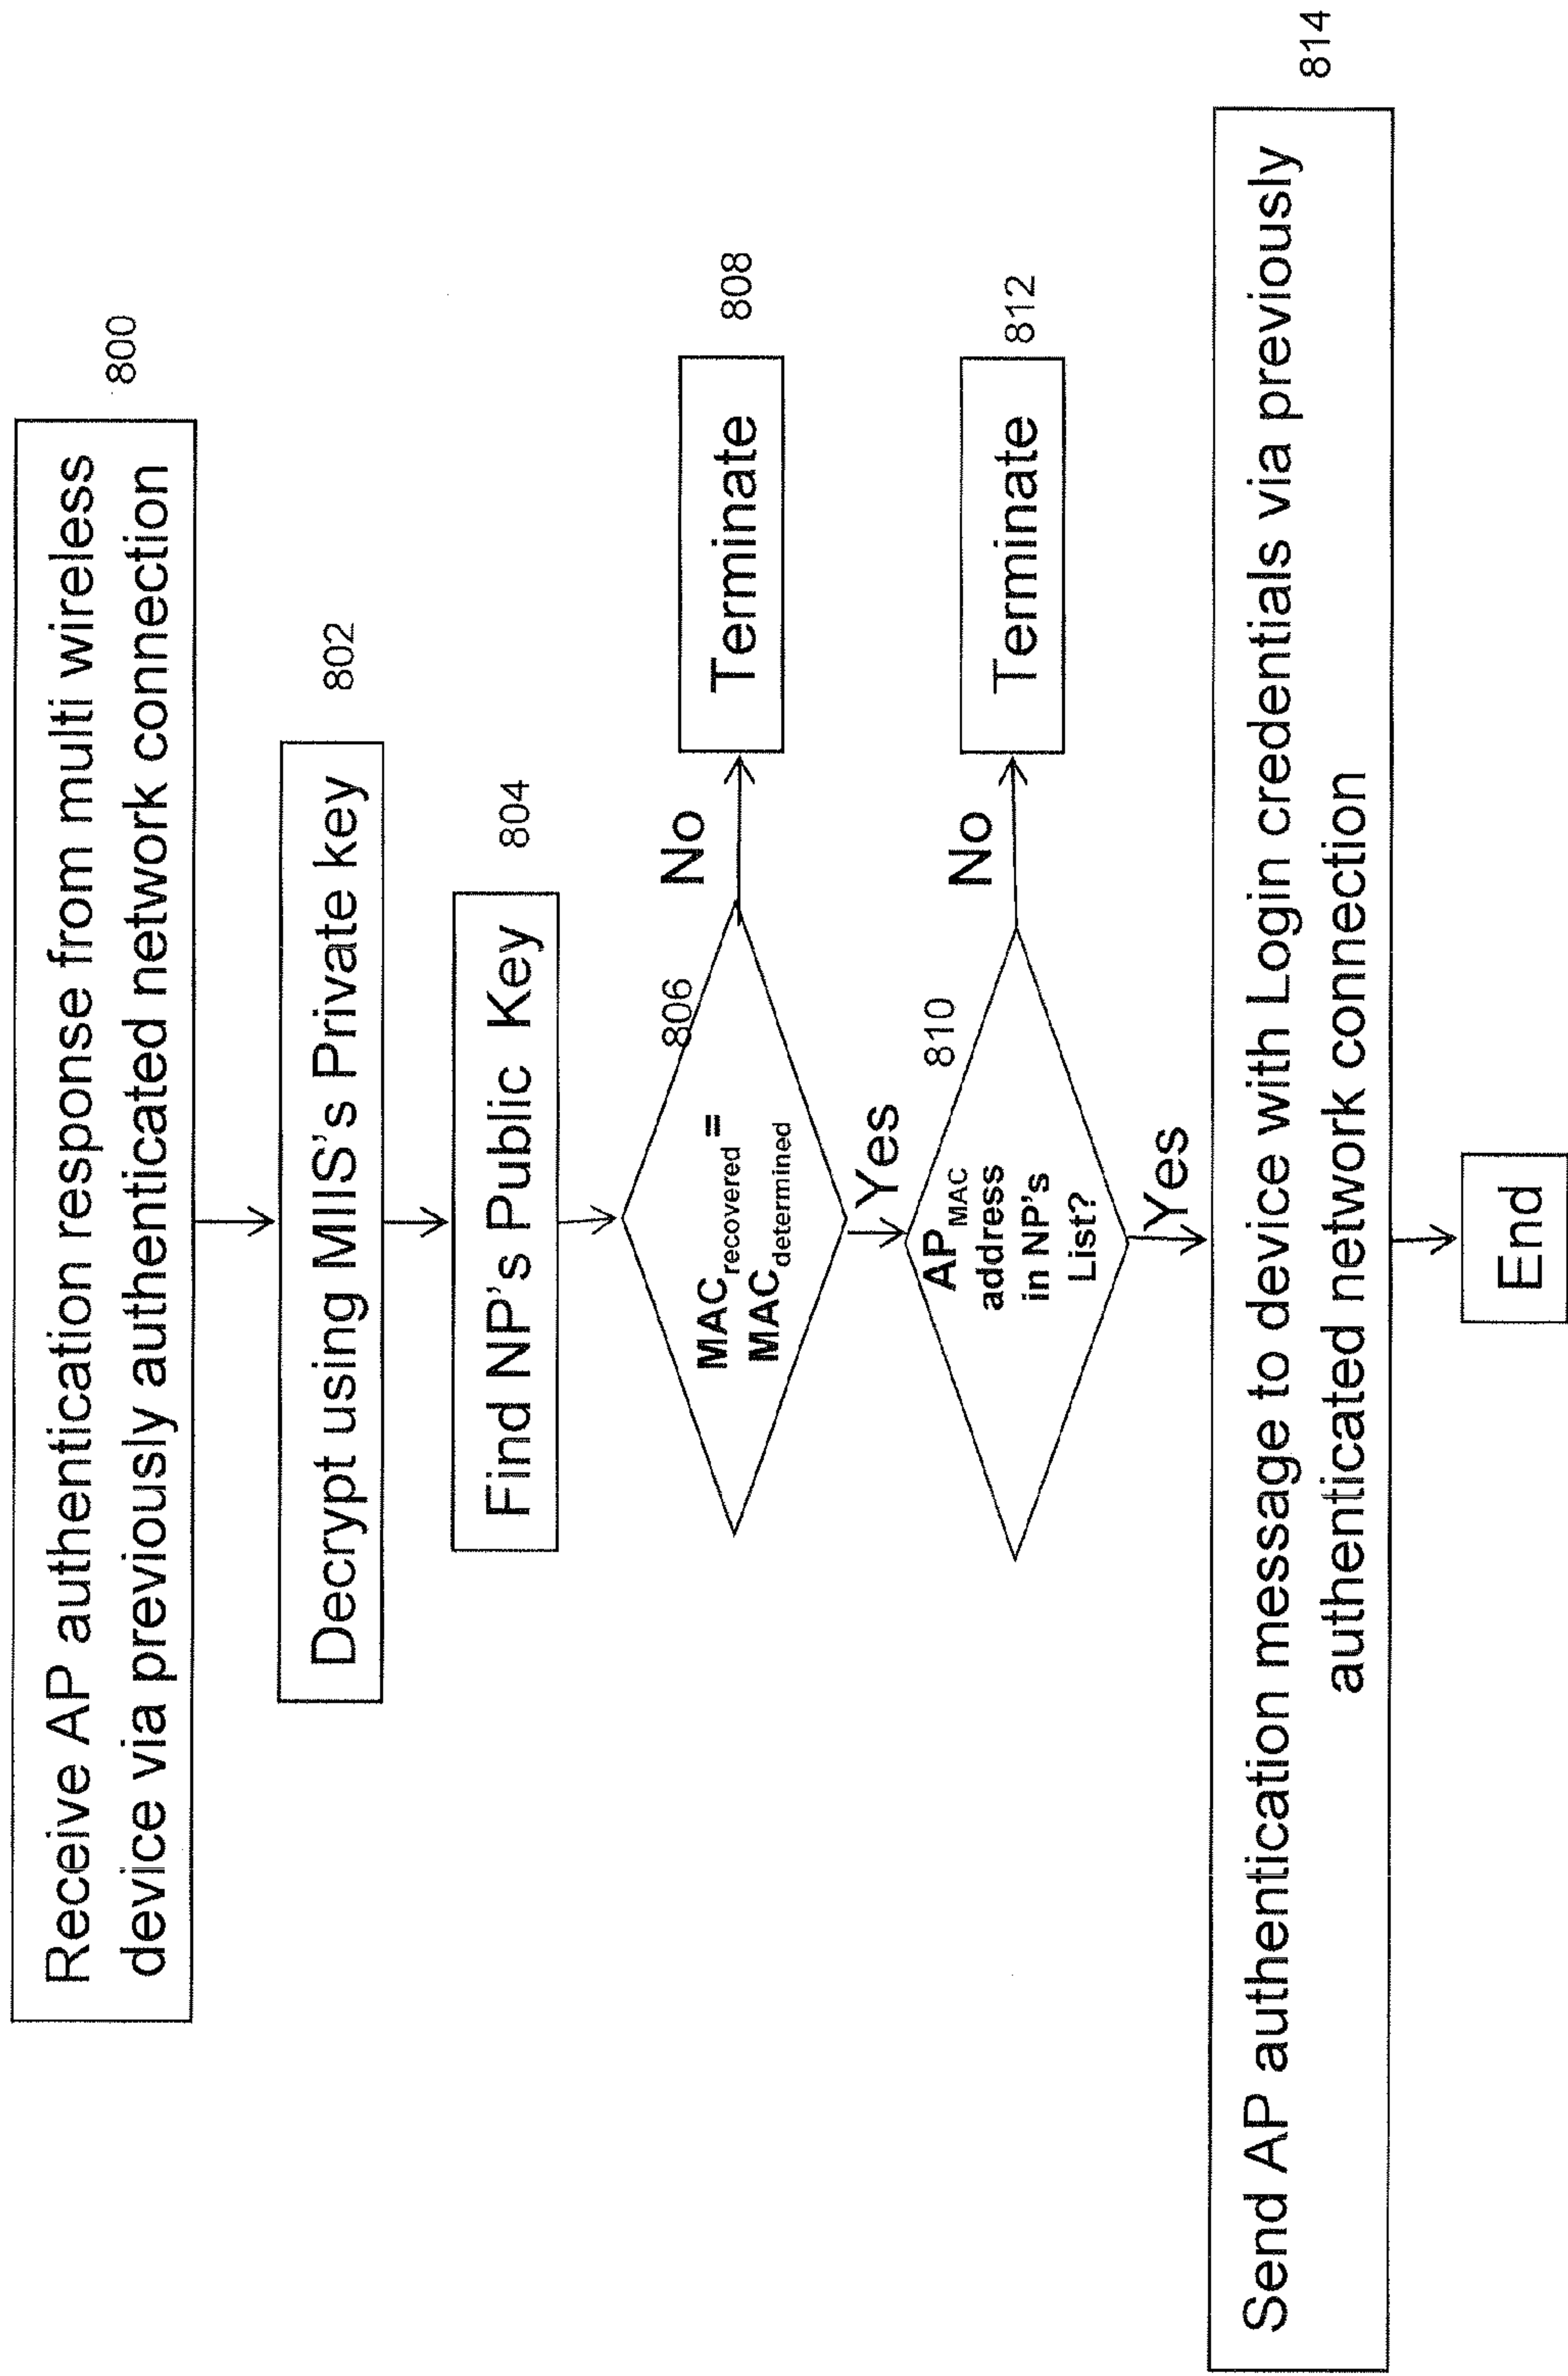 Receive AP authentication response from multi wireless
device via previously authenticated network connection
800
Decrypt using MIIS's Private key
802
Find NP's Public Key
804
806
MACrecovered =
MACdetermined
No
Terminate
808
Yes
810
APMAC
address
in NP's
List?
No
Terminate
812
Yes
Send AP authentication message to device with Login credentials via previously
authenticated network connection
814
End